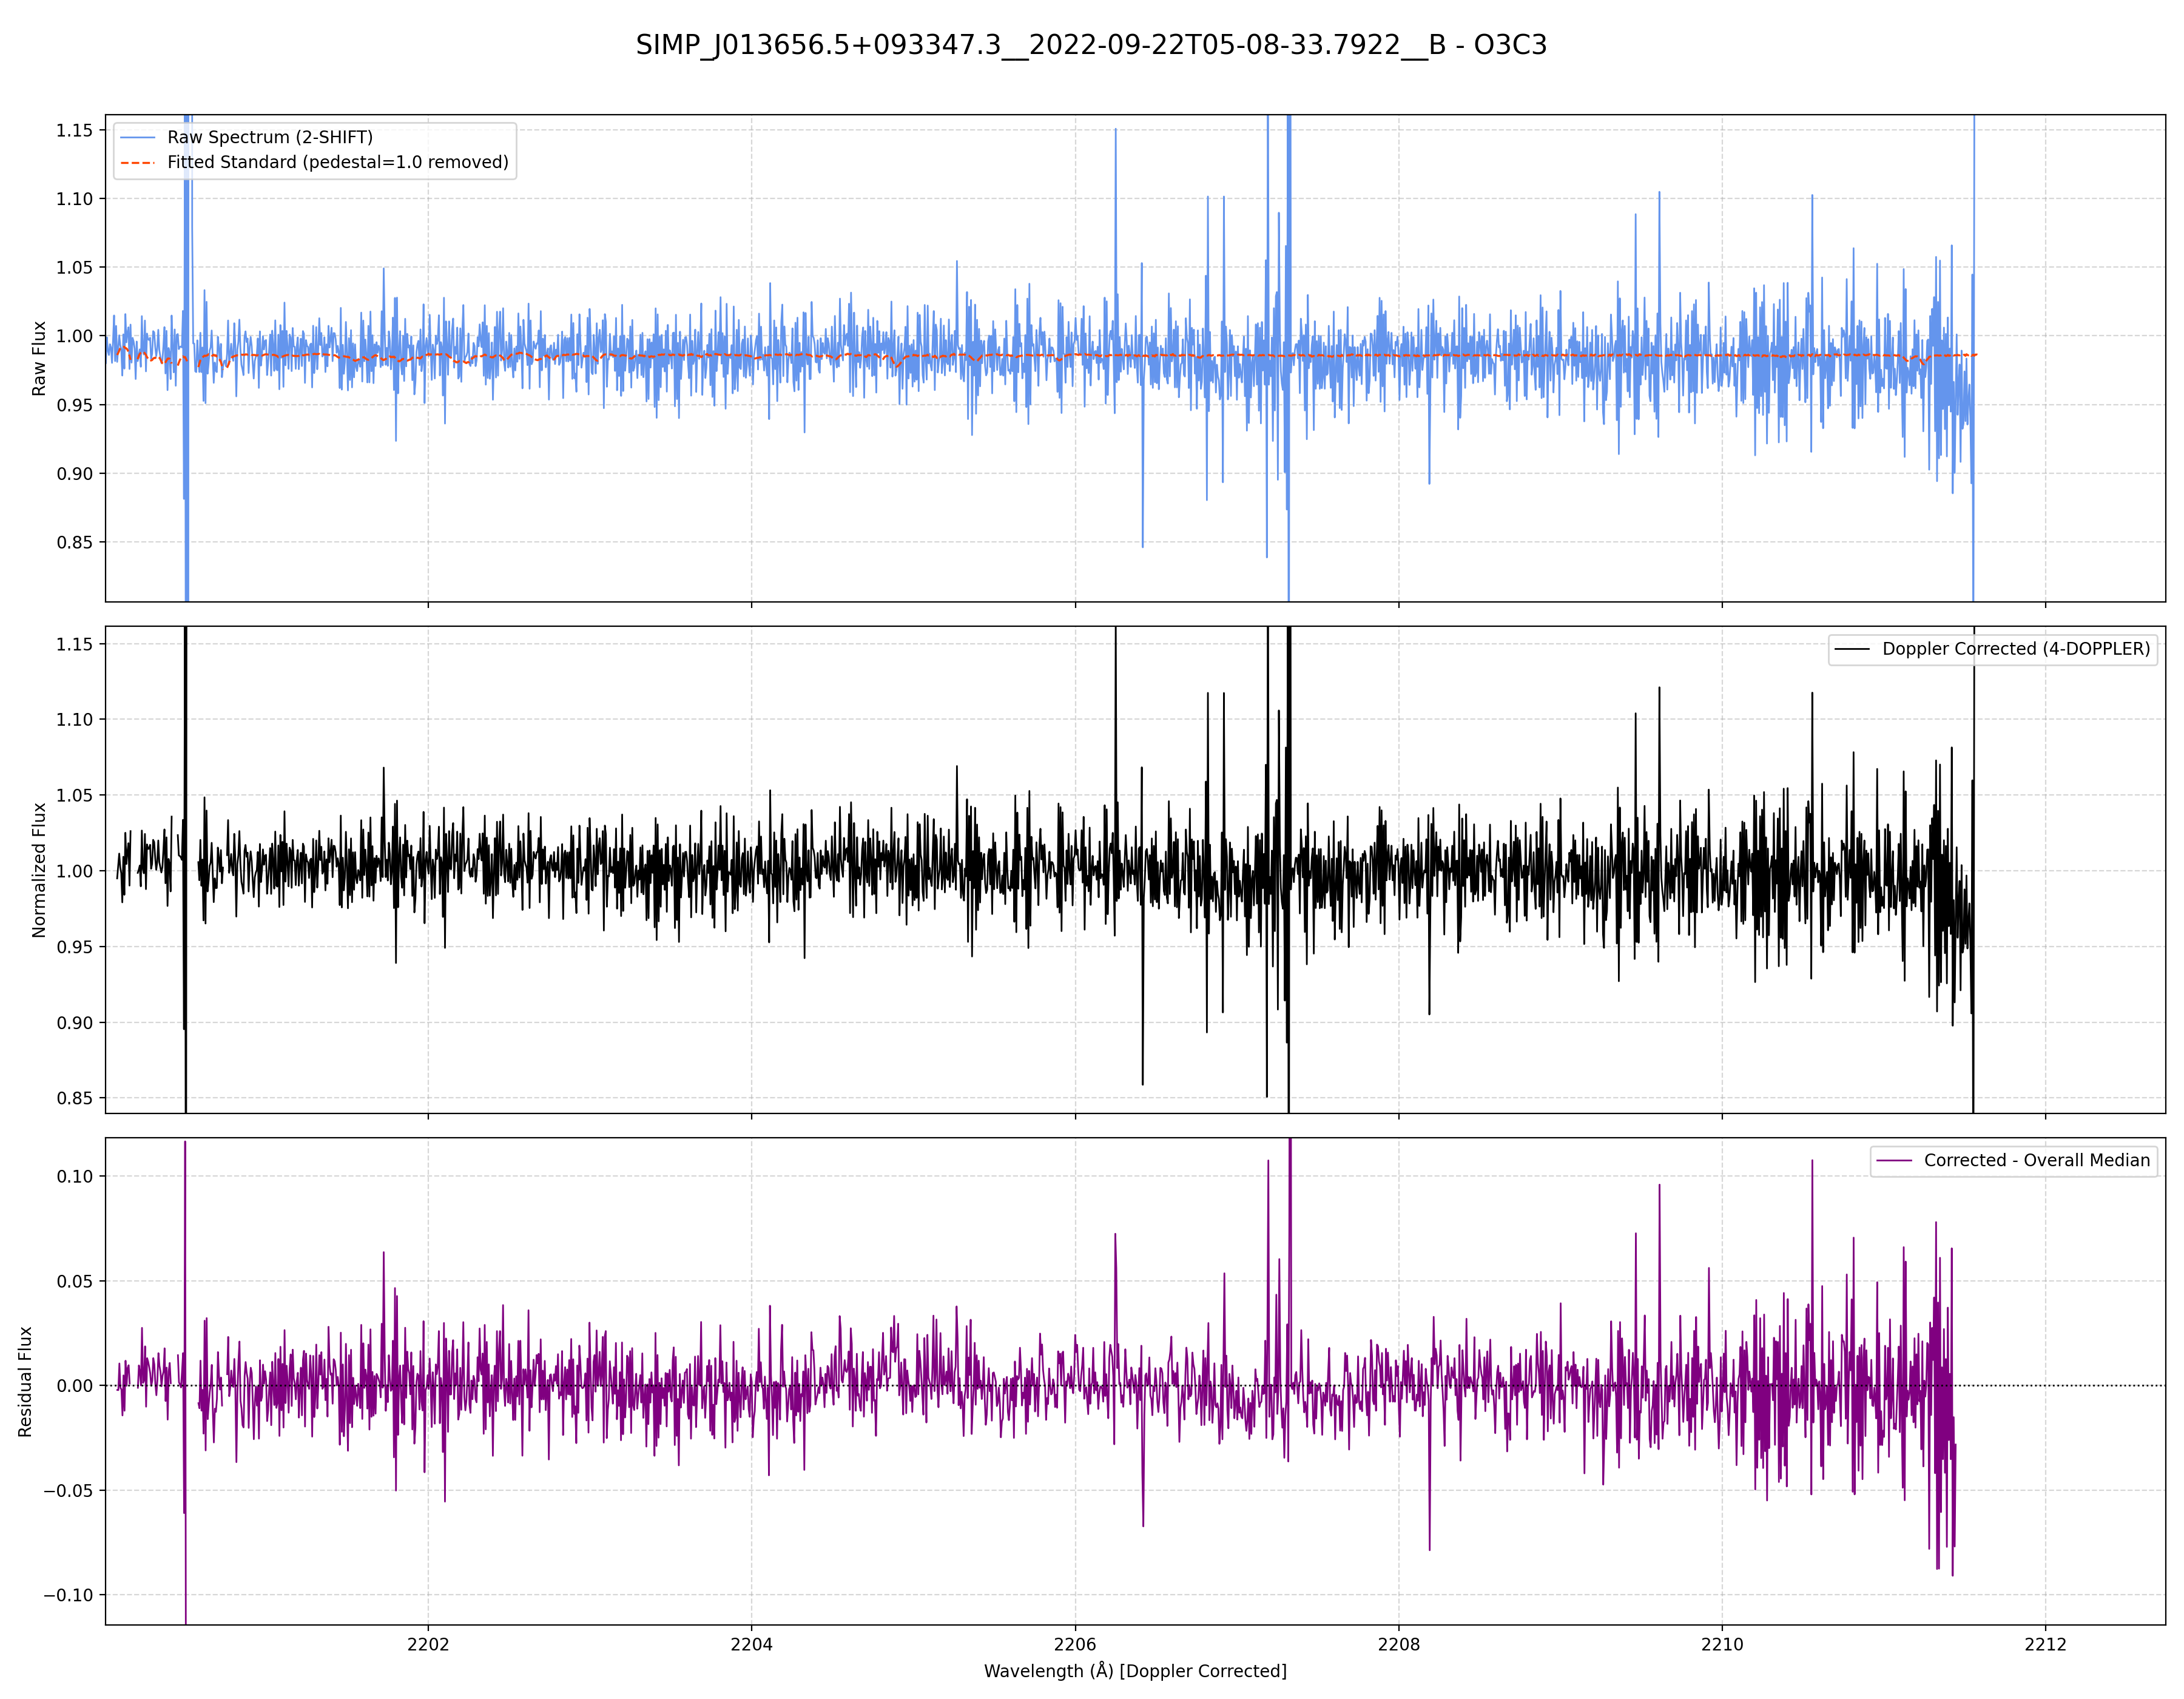 SIMP_J013656.5+093347.3__2022-09-22T05-08-33.7922__B - O3C3
Raw Spectrum (2-SHIFT)
Fitted Standard (pedestal=1.0 removed)
Raw Flux
1.15
1.10
1.05
1.00
0.95
0.90
0.85
Doppler Corrected (4-DOPPLER)
Normalized Flux
1.15
1.10
1.05
1.00
0.95
0.90
0.85
Corrected - Overall Median
Residual Flux
0.10
0.05
0.00
−0.05
−0.10
2202
2204
2206
2208
2210
2212
Wavelength (Å) [Doppler Corrected]